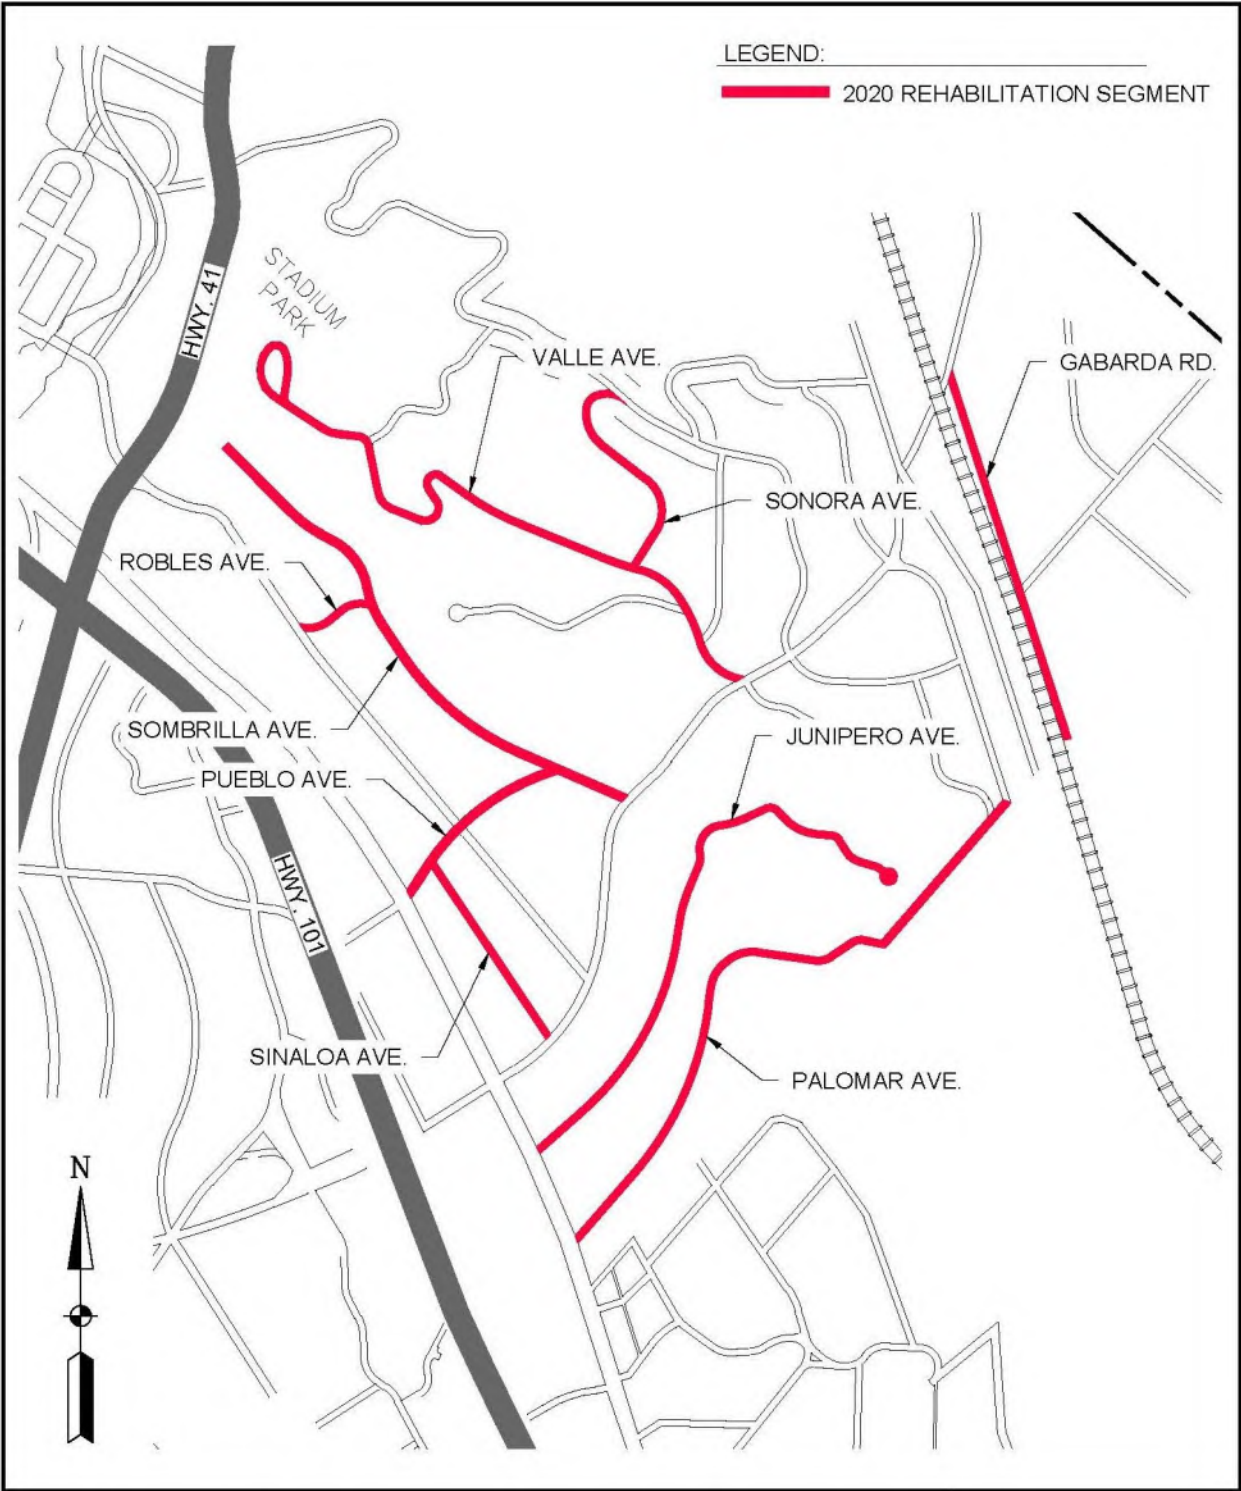 LEGEND:
2020 REHABILITATION SEGMENT
STADIUM
PARK
HWY. 41
VALLE AVE.
GABARDA RD.
SONORA AVE.
ROBLES AVE.
SOMBRILLA AVE.
JUNIPERO AVE.
PUEBLO AVE.
HWY. 101
SINALOA AVE.
PALOMAR AVE.
N